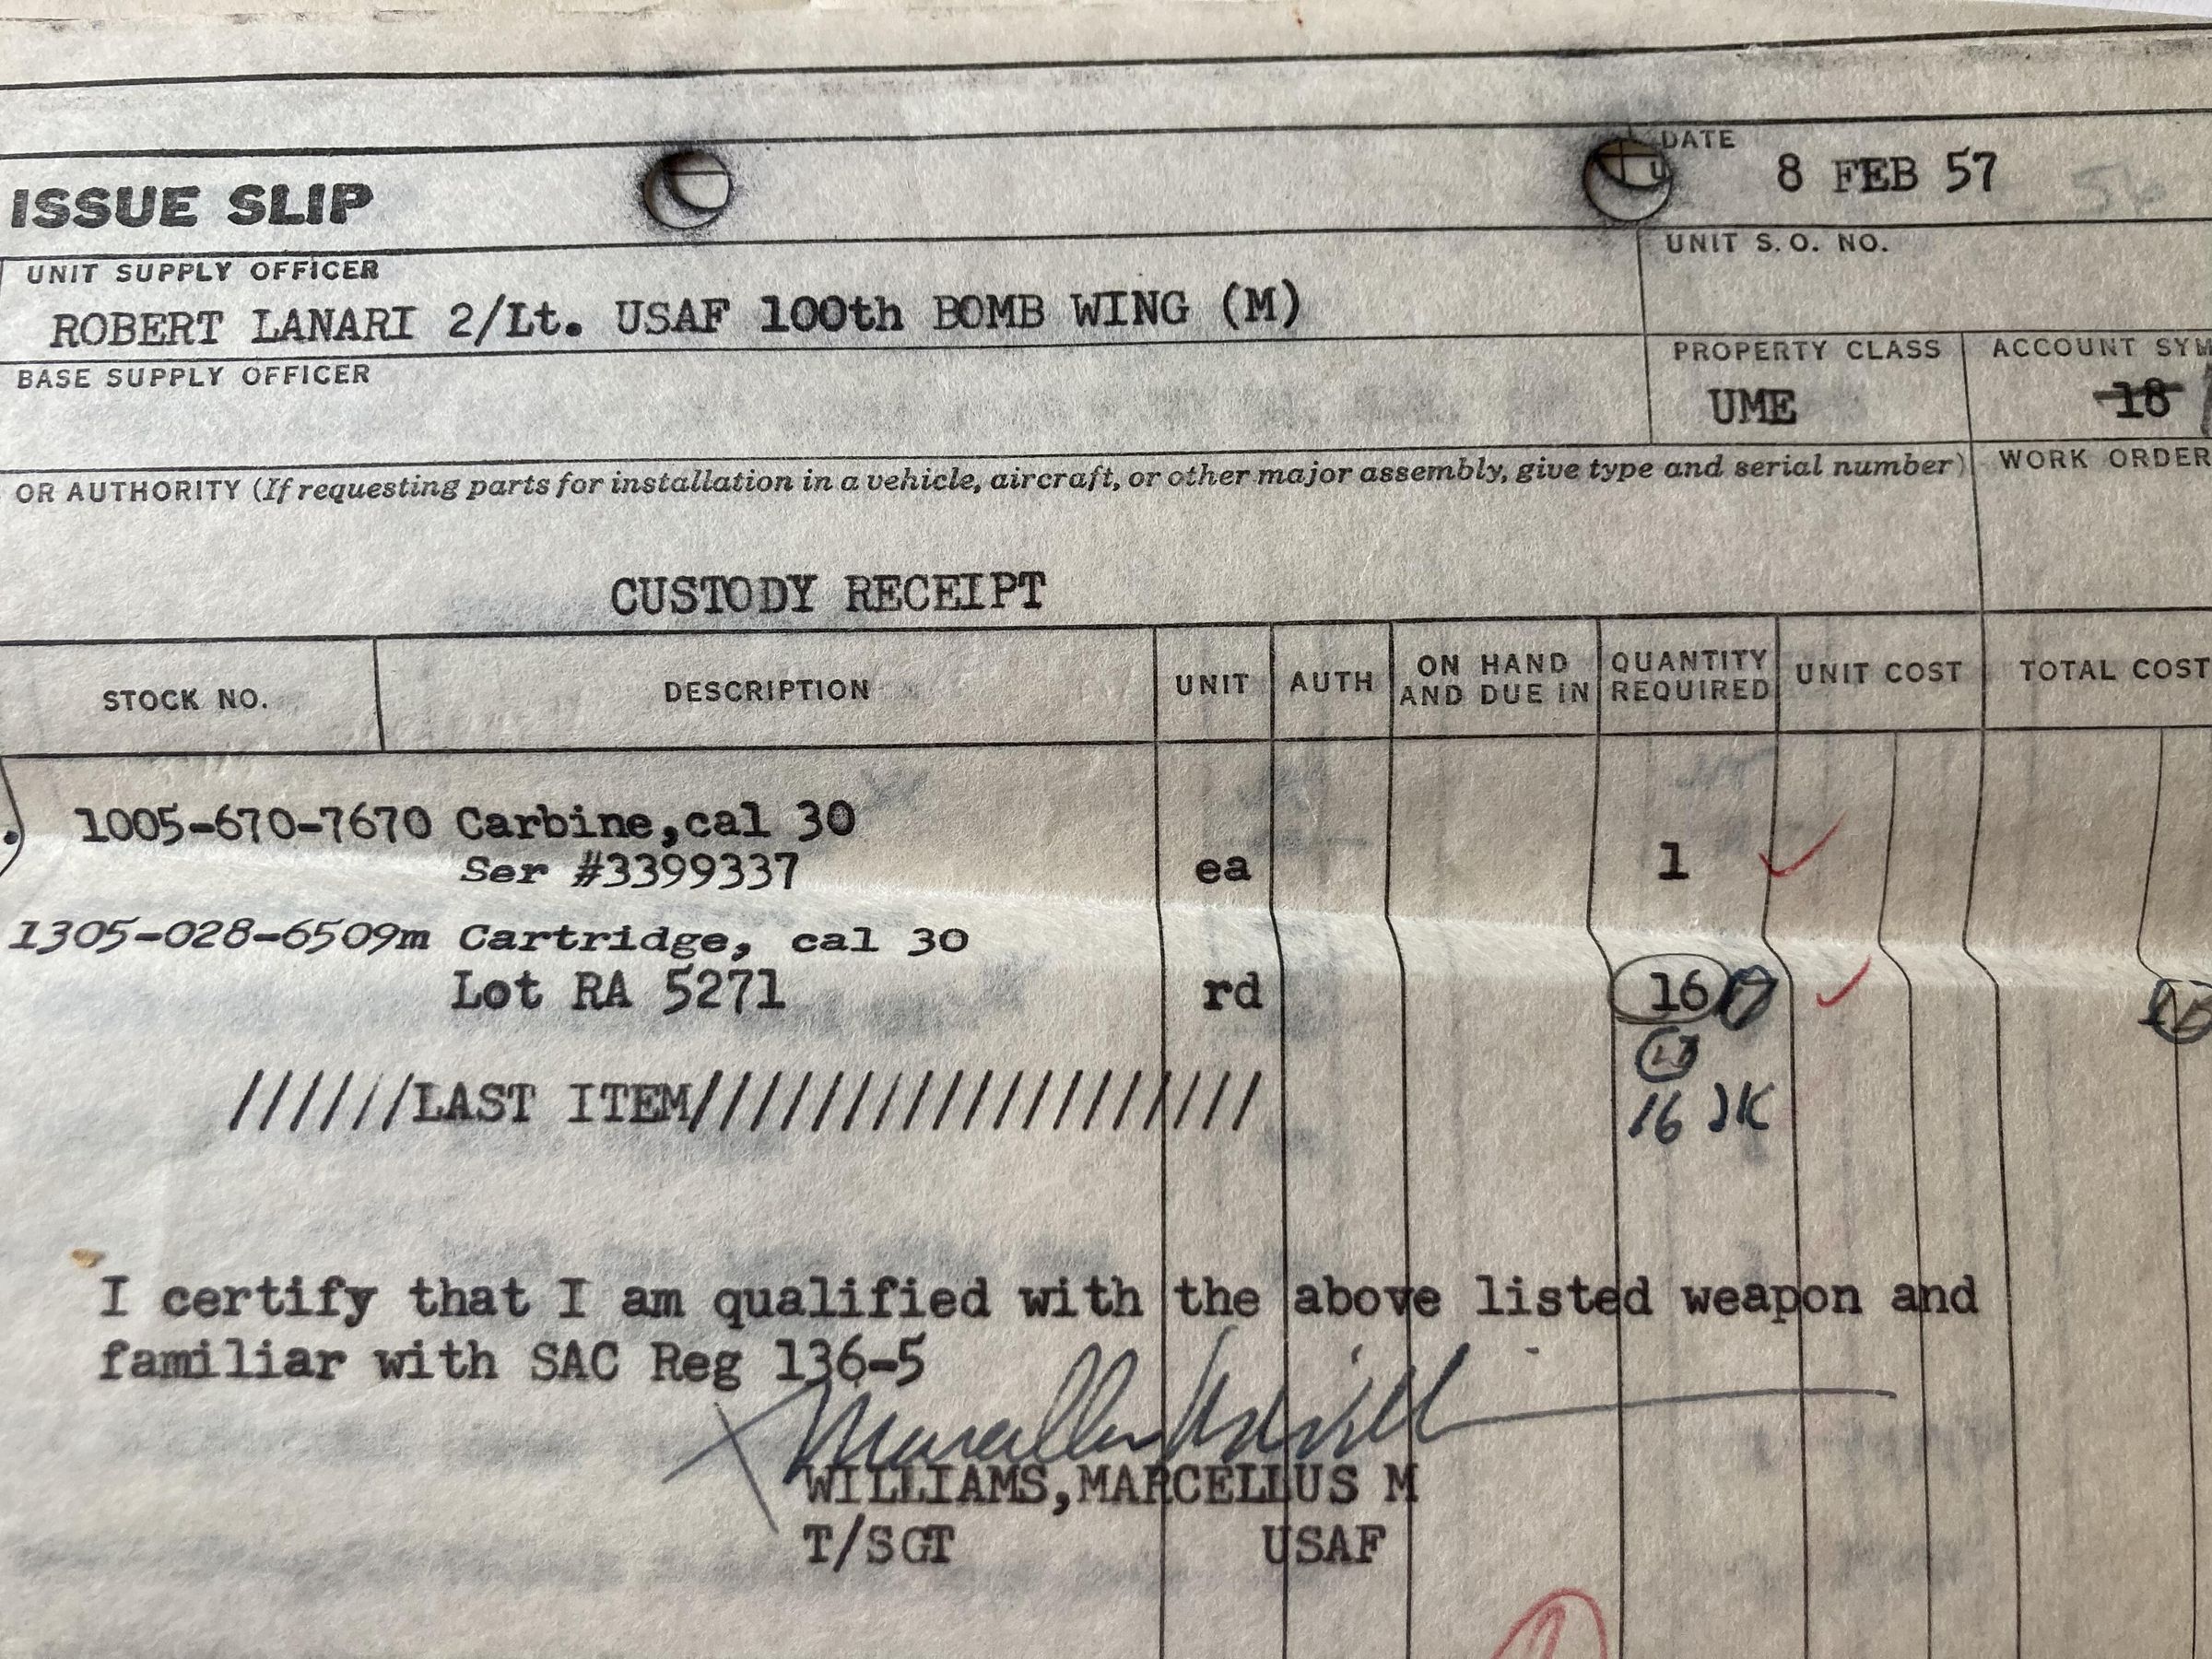 ISSUE SLIP
DATE
8 FEB 57
UNIT SUPPLY OFFICER
ROBERT LANARI 2/Lt. USAF 100th BOMB WING (M)
UNIT S.O. NO.
BASE SUPPLY OFFICER
PROPERTY CLASS
UME
ACCOUNT SYM
18
OR AUTHORITY (If requesting parts for installation in a vehicle, aircraft, or other major assembly, give type and serial number)
WORK ORDER
CUSTODY RECEIPT
STOCK NO. DESCRIPTION UNIT AUTH ON HAND AND DUE IN QUANTITY REQUIRED UNIT COST TOTAL COST
1005-670-7670 Carbine,cal 30
Ser #3399337 ea 1
1305-028-6509m Cartridge, cal 30
Lot RA 5271 rd 16
//////LAST ITEM///////////////////
16 JK
I certify that I am qualified with the above listed weapon and
familiar with SAC Reg 136-5
WILLIAMS,MARCELLUS M
T/SGT USAF